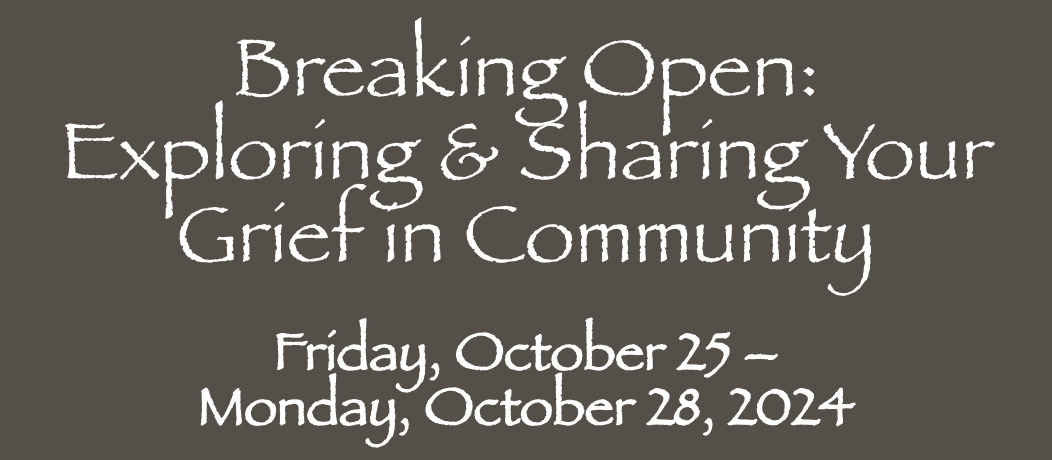 Breaking Open:
Exploring & Sharing Your
Grief in Community
Friday, October 25 –
Monday, October 28, 2024